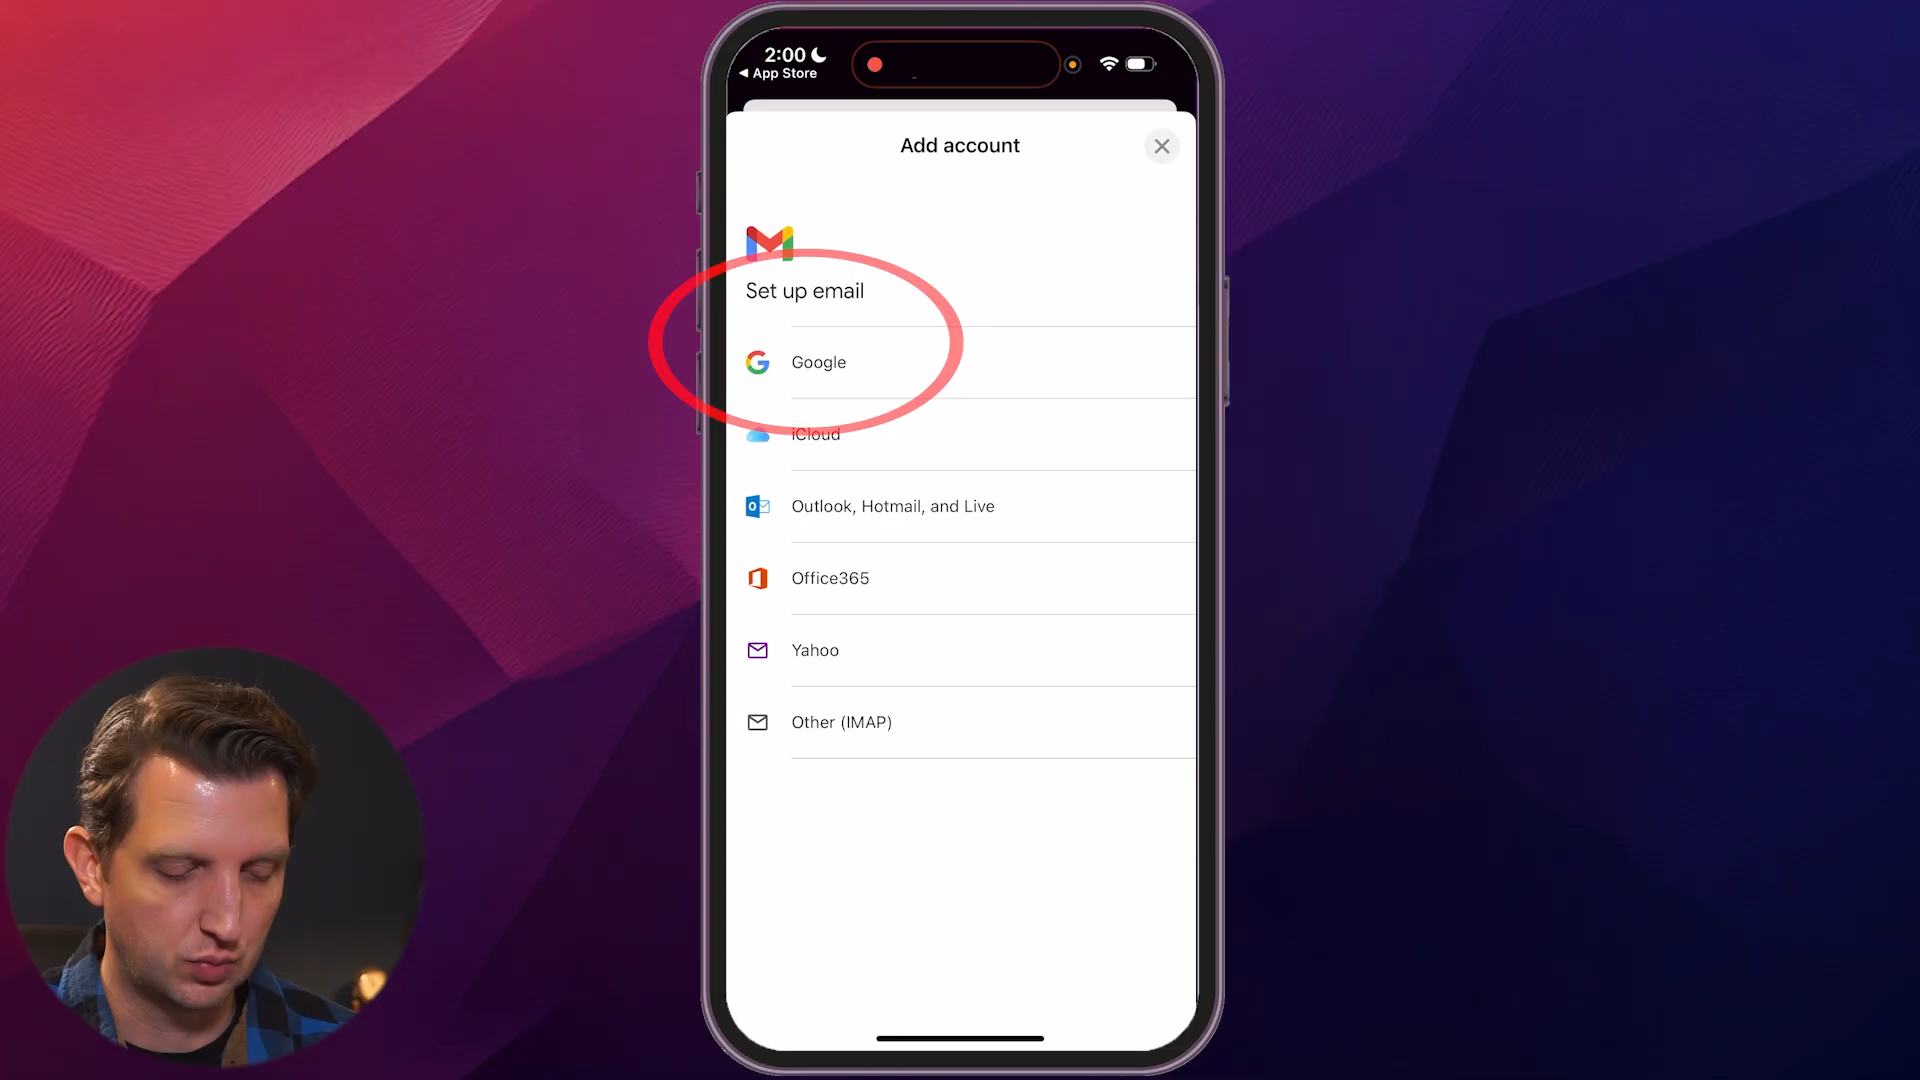 2:00
◀ App Store
Add account
Set up email
Google
iCloud
Outlook, Hotmail, and Live
Office365
Yahoo
Other (IMAP)